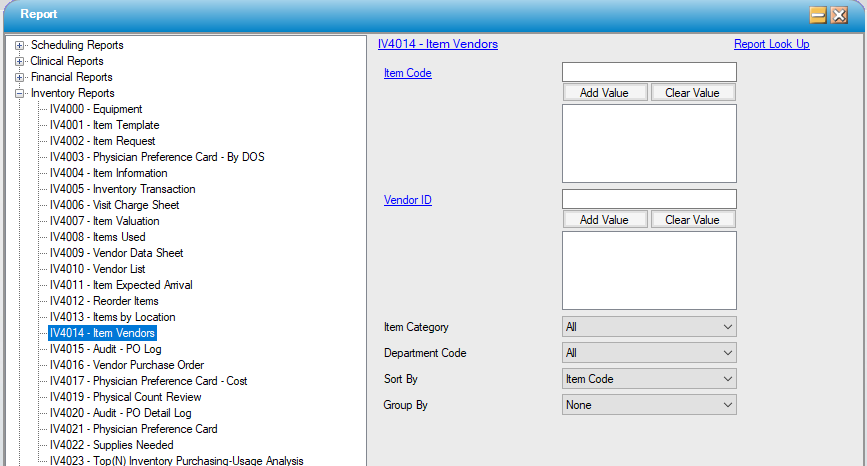 Report
Scheduling Reports
Clinical Reports
Financial Reports
Inventory Reports
IV4000 - Equipment
IV4001 - Item Template
IV4002 - Item Request
IV4003 - Physician Preference Card - By DOS
IV4004 - Item Information
IV4005 - Inventory Transaction
IV4006 - Visit Charge Sheet
IV4007 - Item Valuation
IV4008 - Items Used
IV4009 - Vendor Data Sheet
IV4010 - Vendor List
IV4011 - Item Expected Arrival
IV4012 - Reorder Items
IV4013 - Items by Location
IV4014 - Item Vendors
IV4015 - Audit - PO Log
IV4016 - Vendor Purchase Order
IV4017 - Physician Preference Card - Cost
IV4019 - Physical Count Review
IV4020 - Audit - PO Detail Log
IV4021 - Physician Preference Card
IV4022 - Supplies Needed
IV4023 - Top(N) Inventory Purchasing-Usage Analysis
IV4014 - Item Vendors Report Look Up
Item Code
Add Value Clear Value
Vendor ID
Add Value Clear Value
Item Category All
Department Code All
Sort By Item Code
Group By None